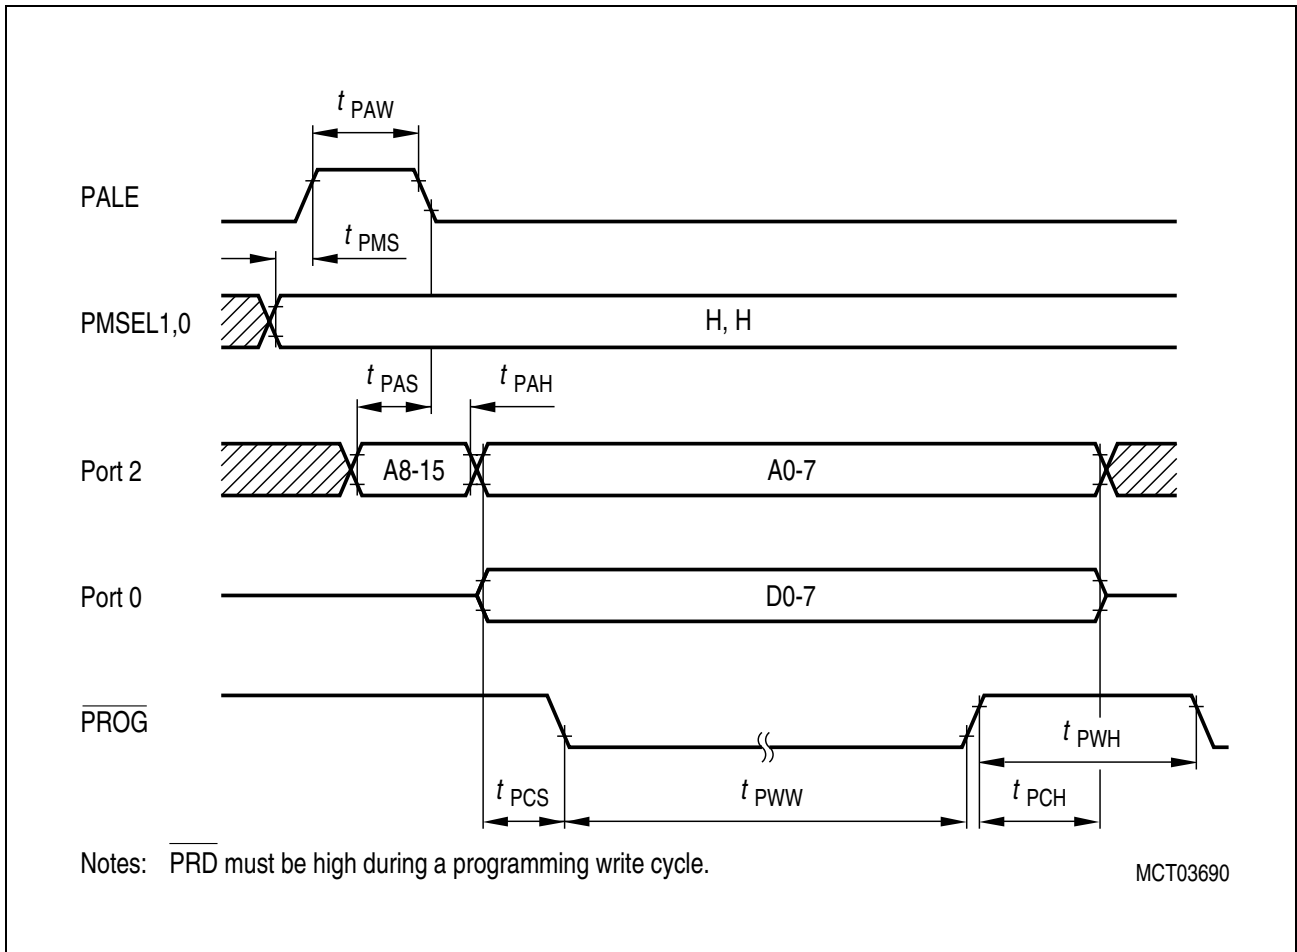 t PAW
PALE
t PMS
PMSEL1,0
H, H
t PAS
t PAH
Port 2
A8-15
A0-7
Port 0
D0-7
PROG
t PWH
t PCS
t PWW
t PCH
Notes: PRD must be high during a programming write cycle.
MCT03690